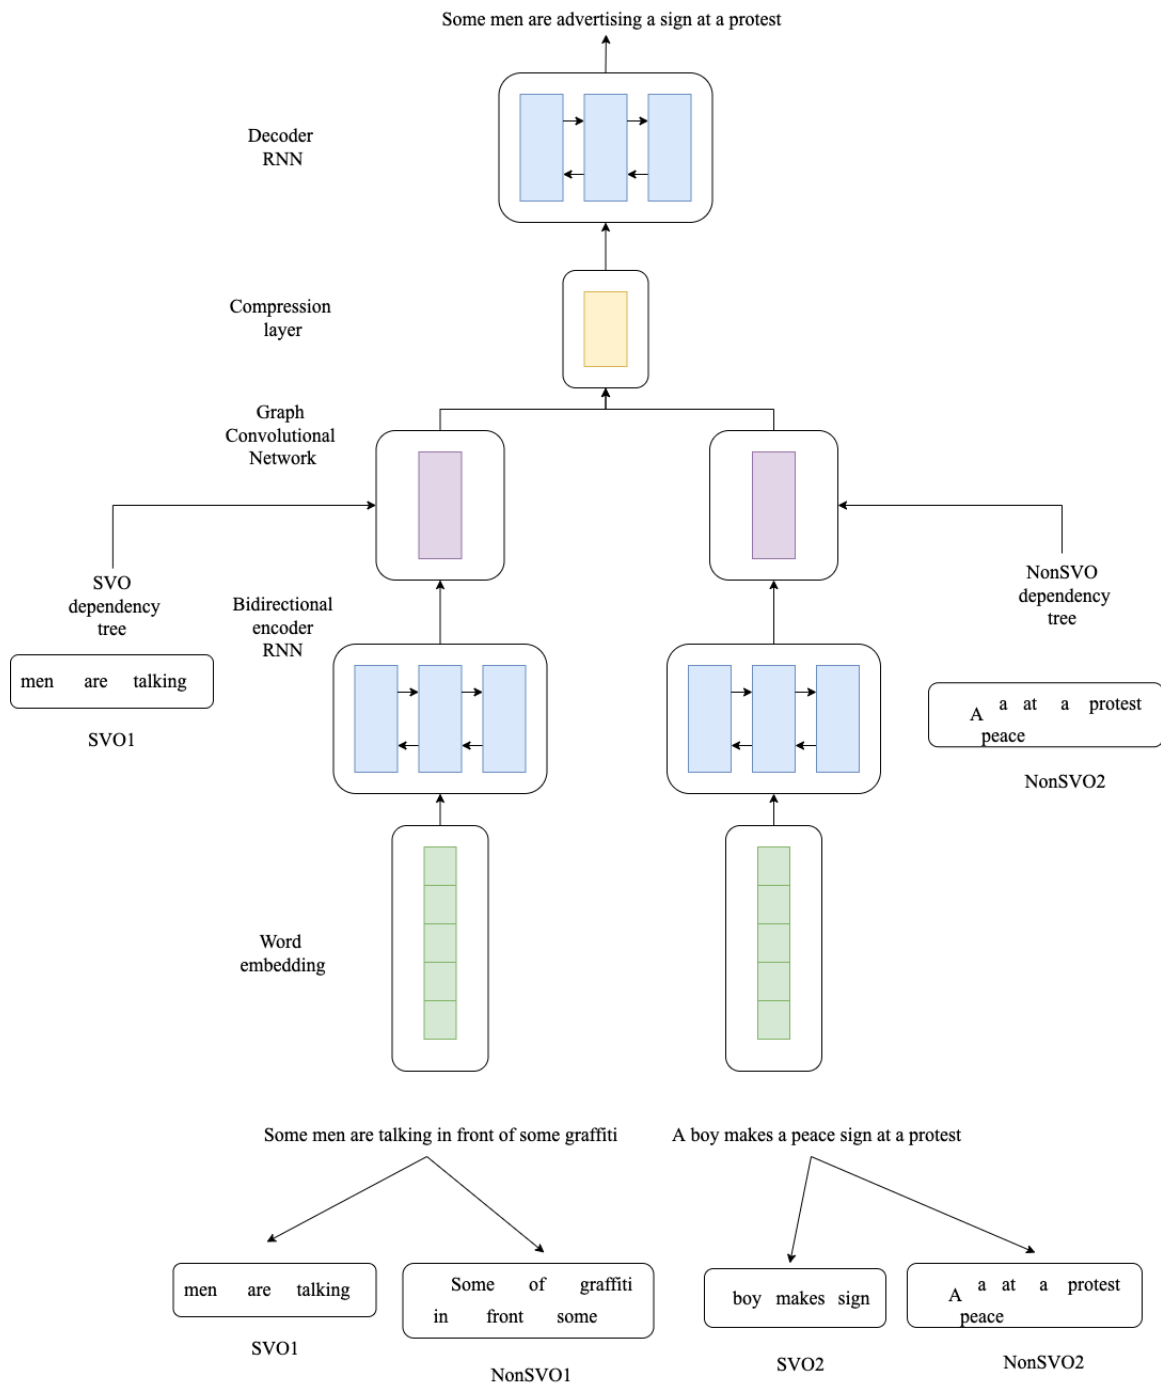 Some men are advertising a sign at a protest
Decoder
RNN
Compression
layer
Graph
Convolutional
Network
SVO
dependency
tree
men are talking
SVO1
Bidirectional
encoder
RNN
NonSVO
dependency
tree
A a at a protest
peace
NonSVO2
Word
embedding
Some men are talking in front of some graffiti
A boy makes a peace sign at a protest
men are talking
SVO1
Some of graffiti
in front some
NonSVO1
boy makes sign
SVO2
A a at a protest
peace
NonSVO2